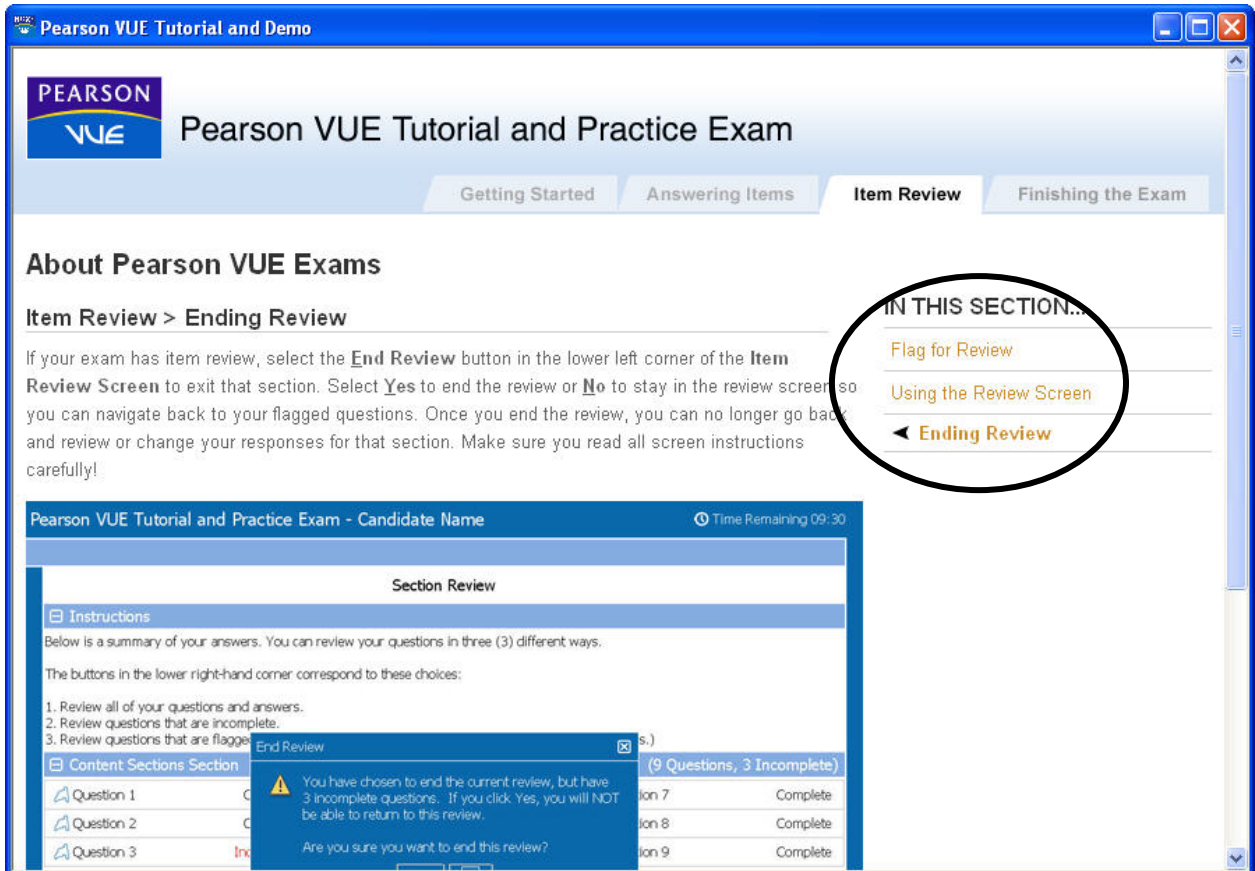 Pearson VUE Tutorial and Demo
PEARSON
VUE
Pearson VUE Tutorial and Practice Exam
Getting Started
Answering Items
Item Review
Finishing the Exam
About Pearson VUE Exams
Item Review > Ending Review
If your exam has item review, select the End Review button in the lower left corner of the Item
Review Screen to exit that section. Select Yes to end the review or No to stay in the review screen so
you can navigate back to your flagged questions. Once you end the review, you can no longer go back
and review or change your responses for that section. Make sure you read all screen instructions
carefully!
IN THIS SECTION...
Flag for Review
Using the Review Screen
Ending Review
Pearson VUE Tutorial and Practice Exam - Candidate Name
Time Remaining 09:30
Section Review
Instructions
Below is a summary of your answers. You can review your questions in three (3) different ways.
The buttons in the lower right-hand corner correspond to these choices:
1. Review all of your questions and answers.
2. Review questions that are incomplete.
3. Review questions that are flagge
s.)
Content Sections Section
(9 Questions, 3 Incomplete)
Question 1
C
ion 7
Complete
Question 2
C
ion 8
Complete
Question 3
Inc
ion 9
Complete
End Review
You have chosen to end the current review, but have
3 incomplete questions. If you click Yes, you will NOT
be able to return to this review.
Are you sure you want to end this review?